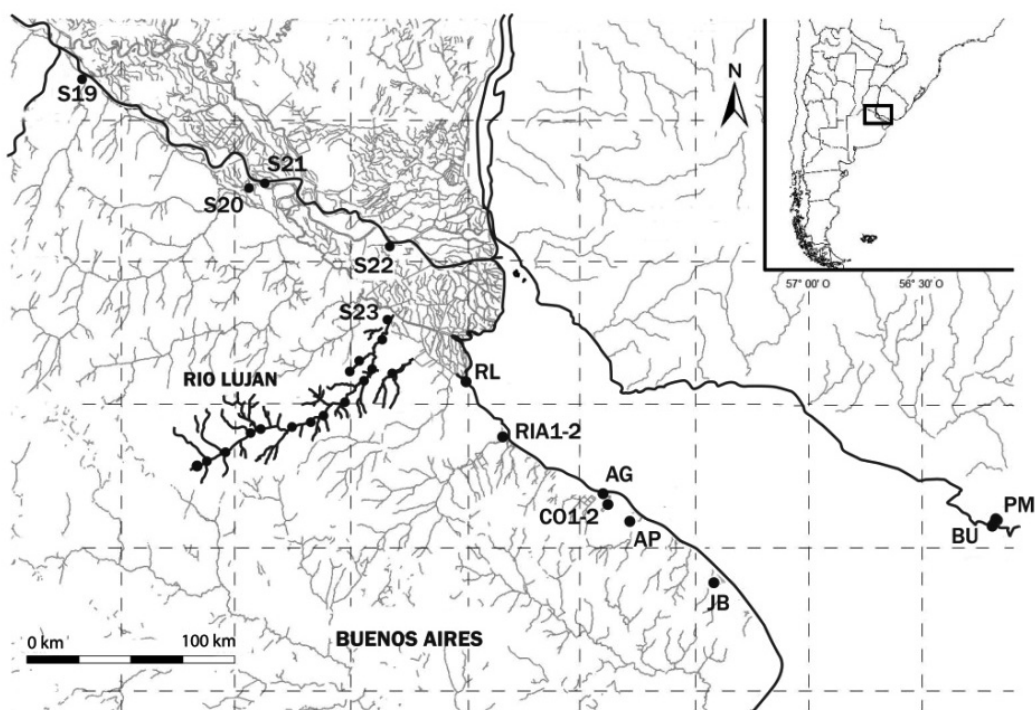 S19
N
S21
S20
S22
57° 00' O
56° 30' O
S23
RIO LUJAN
RL
RIA1-2
AG
CO1-2
AP
PM
BU
JB
0 km
100 km
BUENOS AIRES